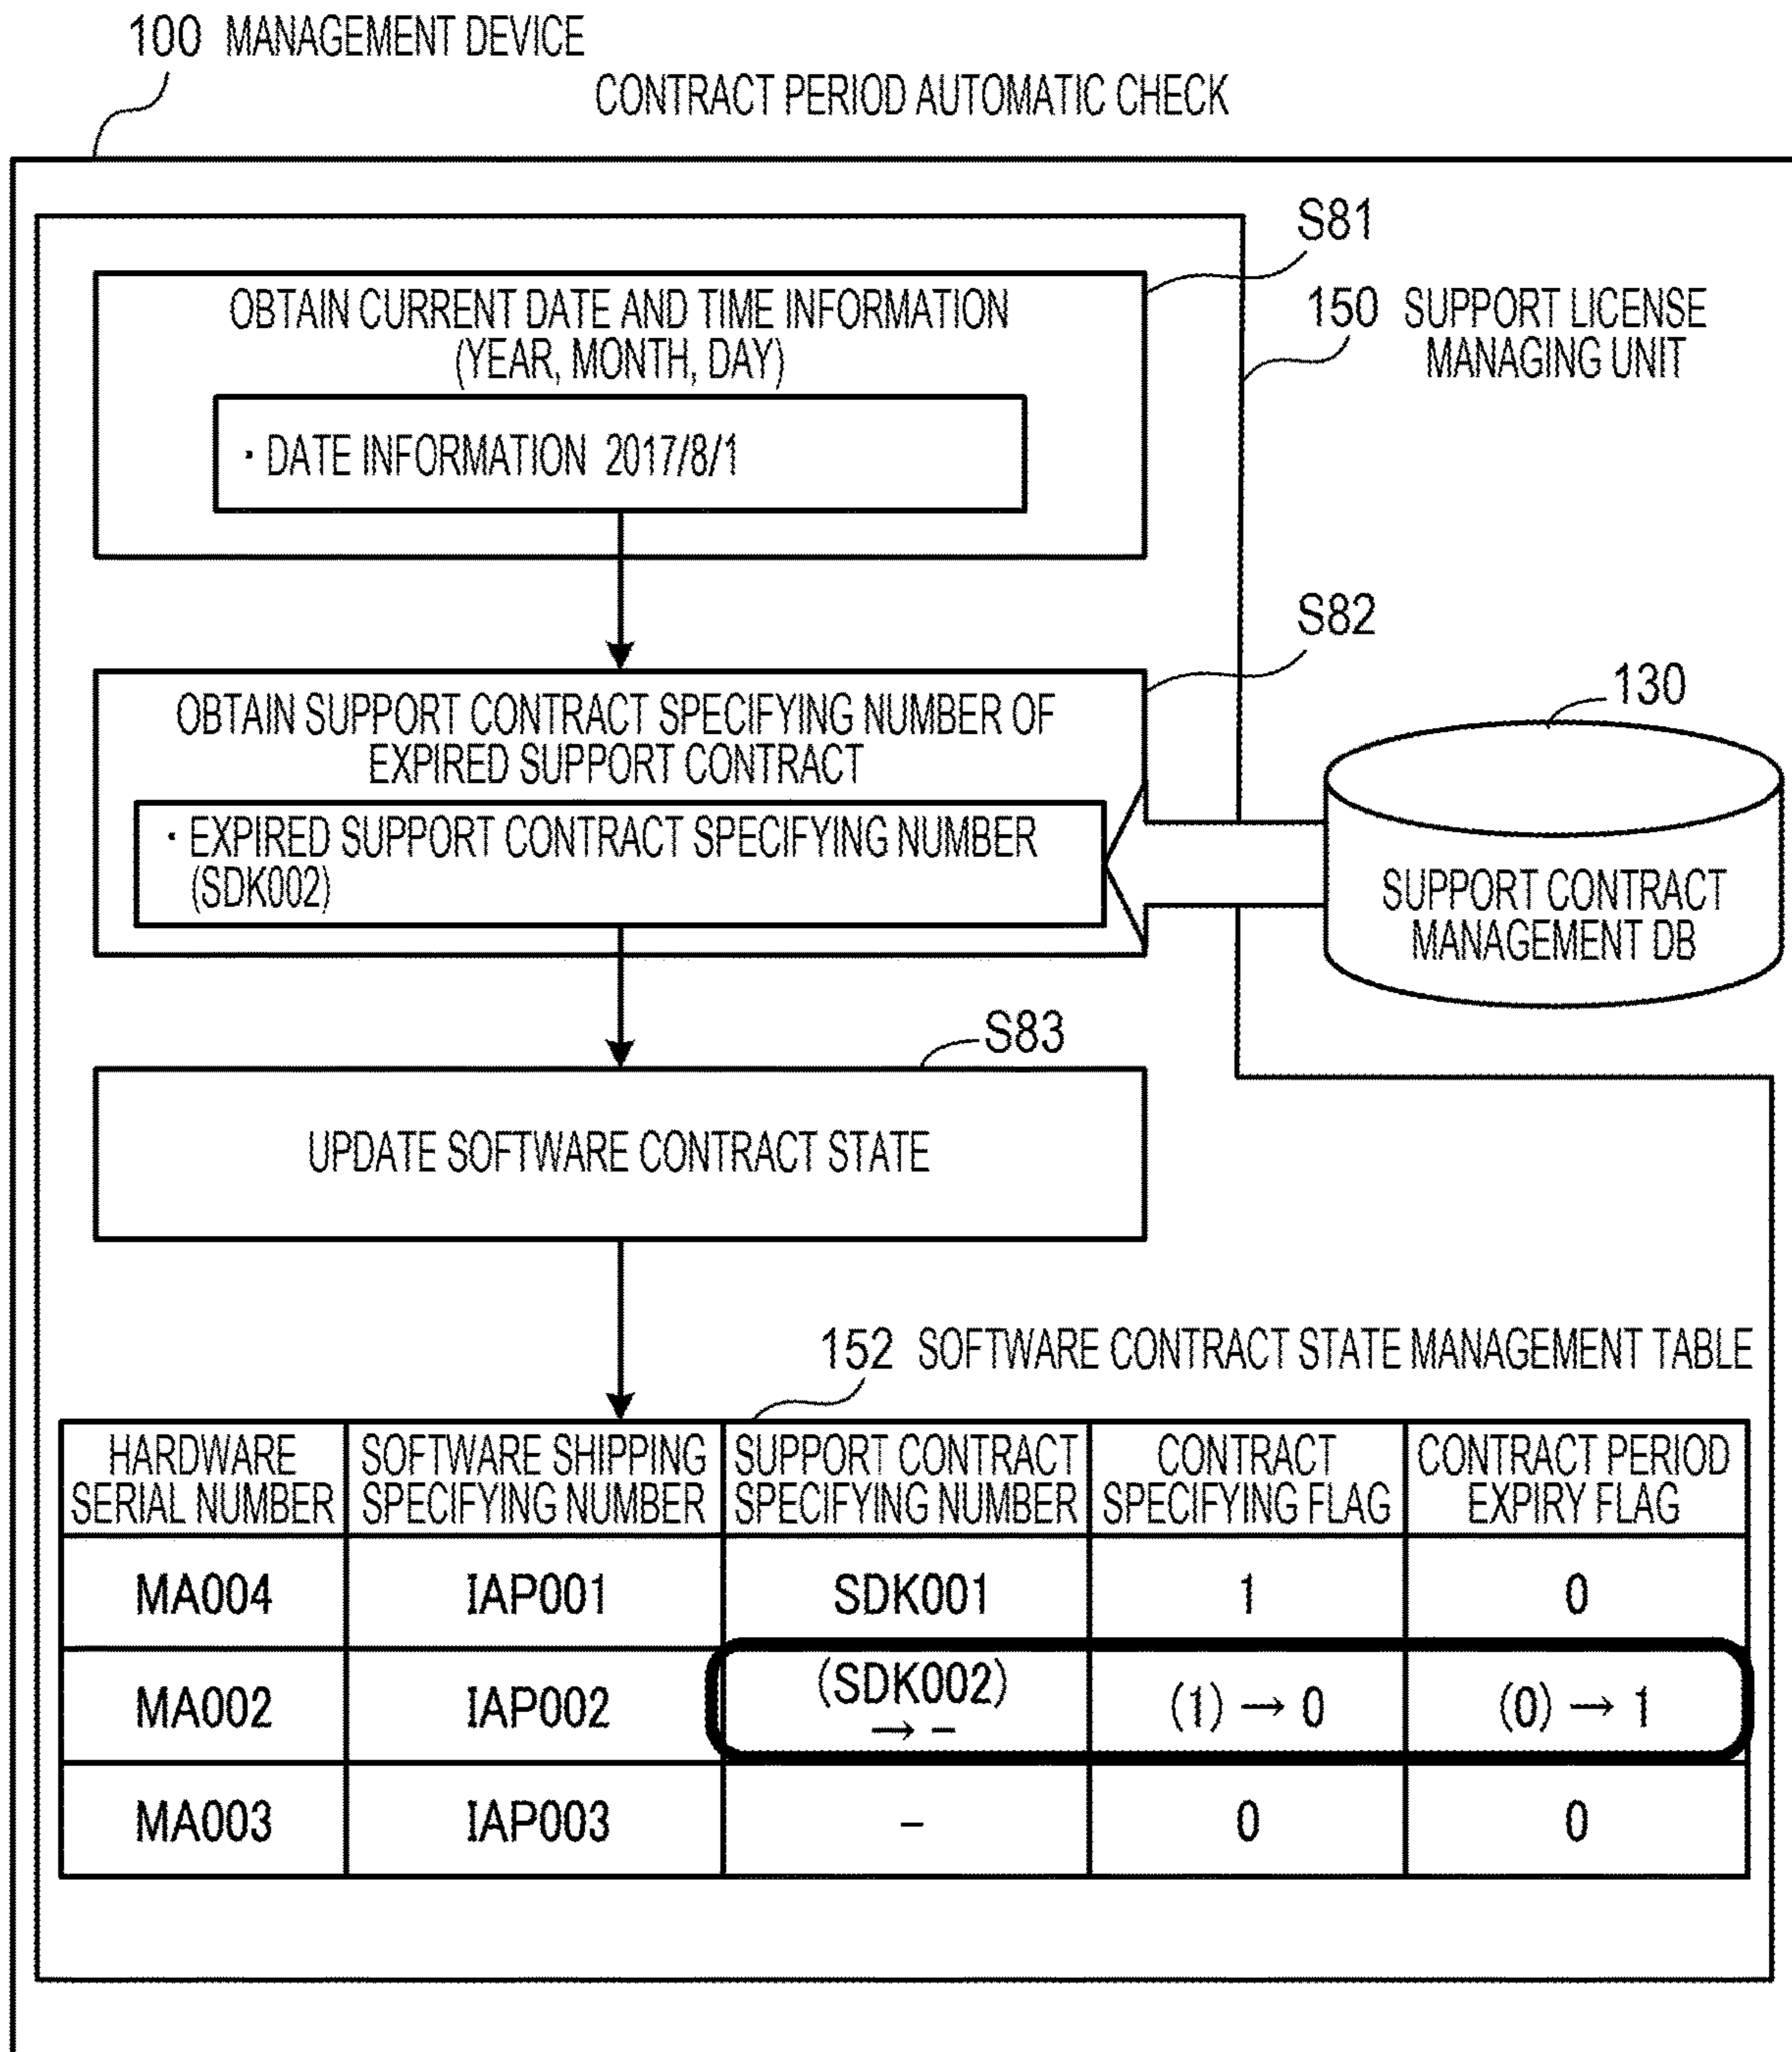 100 MANAGEMENT DEVICE
CONTRACT PERIOD AUTOMATIC CHECK
S81
OBTAIN CURRENT DATE AND TIME INFORMATION
(YEAR, MONTH, DAY)
· DATE INFORMATION 2017/8/1
150 SUPPORT LICENSE
MANAGING UNIT
S82
OBTAIN SUPPORT CONTRACT SPECIFYING NUMBER OF
EXPIRED SUPPORT CONTRACT
· EXPIRED SUPPORT CONTRACT SPECIFYING NUMBER
(SDK002)
130
SUPPORT CONTRACT
MANAGEMENT DB
S83
UPDATE SOFTWARE CONTRACT STATE
152 SOFTWARE CONTRACT STATE MANAGEMENT TABLE
HARDWARE
SERIAL NUMBER
SOFTWARE SHIPPING
SPECIFYING NUMBER
SUPPORT CONTRACT
SPECIFYING NUMBER
CONTRACT
SPECIFYING FLAG
CONTRACT PERIOD
EXPIRY FLAG
MA004 IAP001 SDK001 1 0
MA002 IAP002 (SDK002)
→ -
(1) → 0 (0) → 1
MA003 IAP003 - 0 0